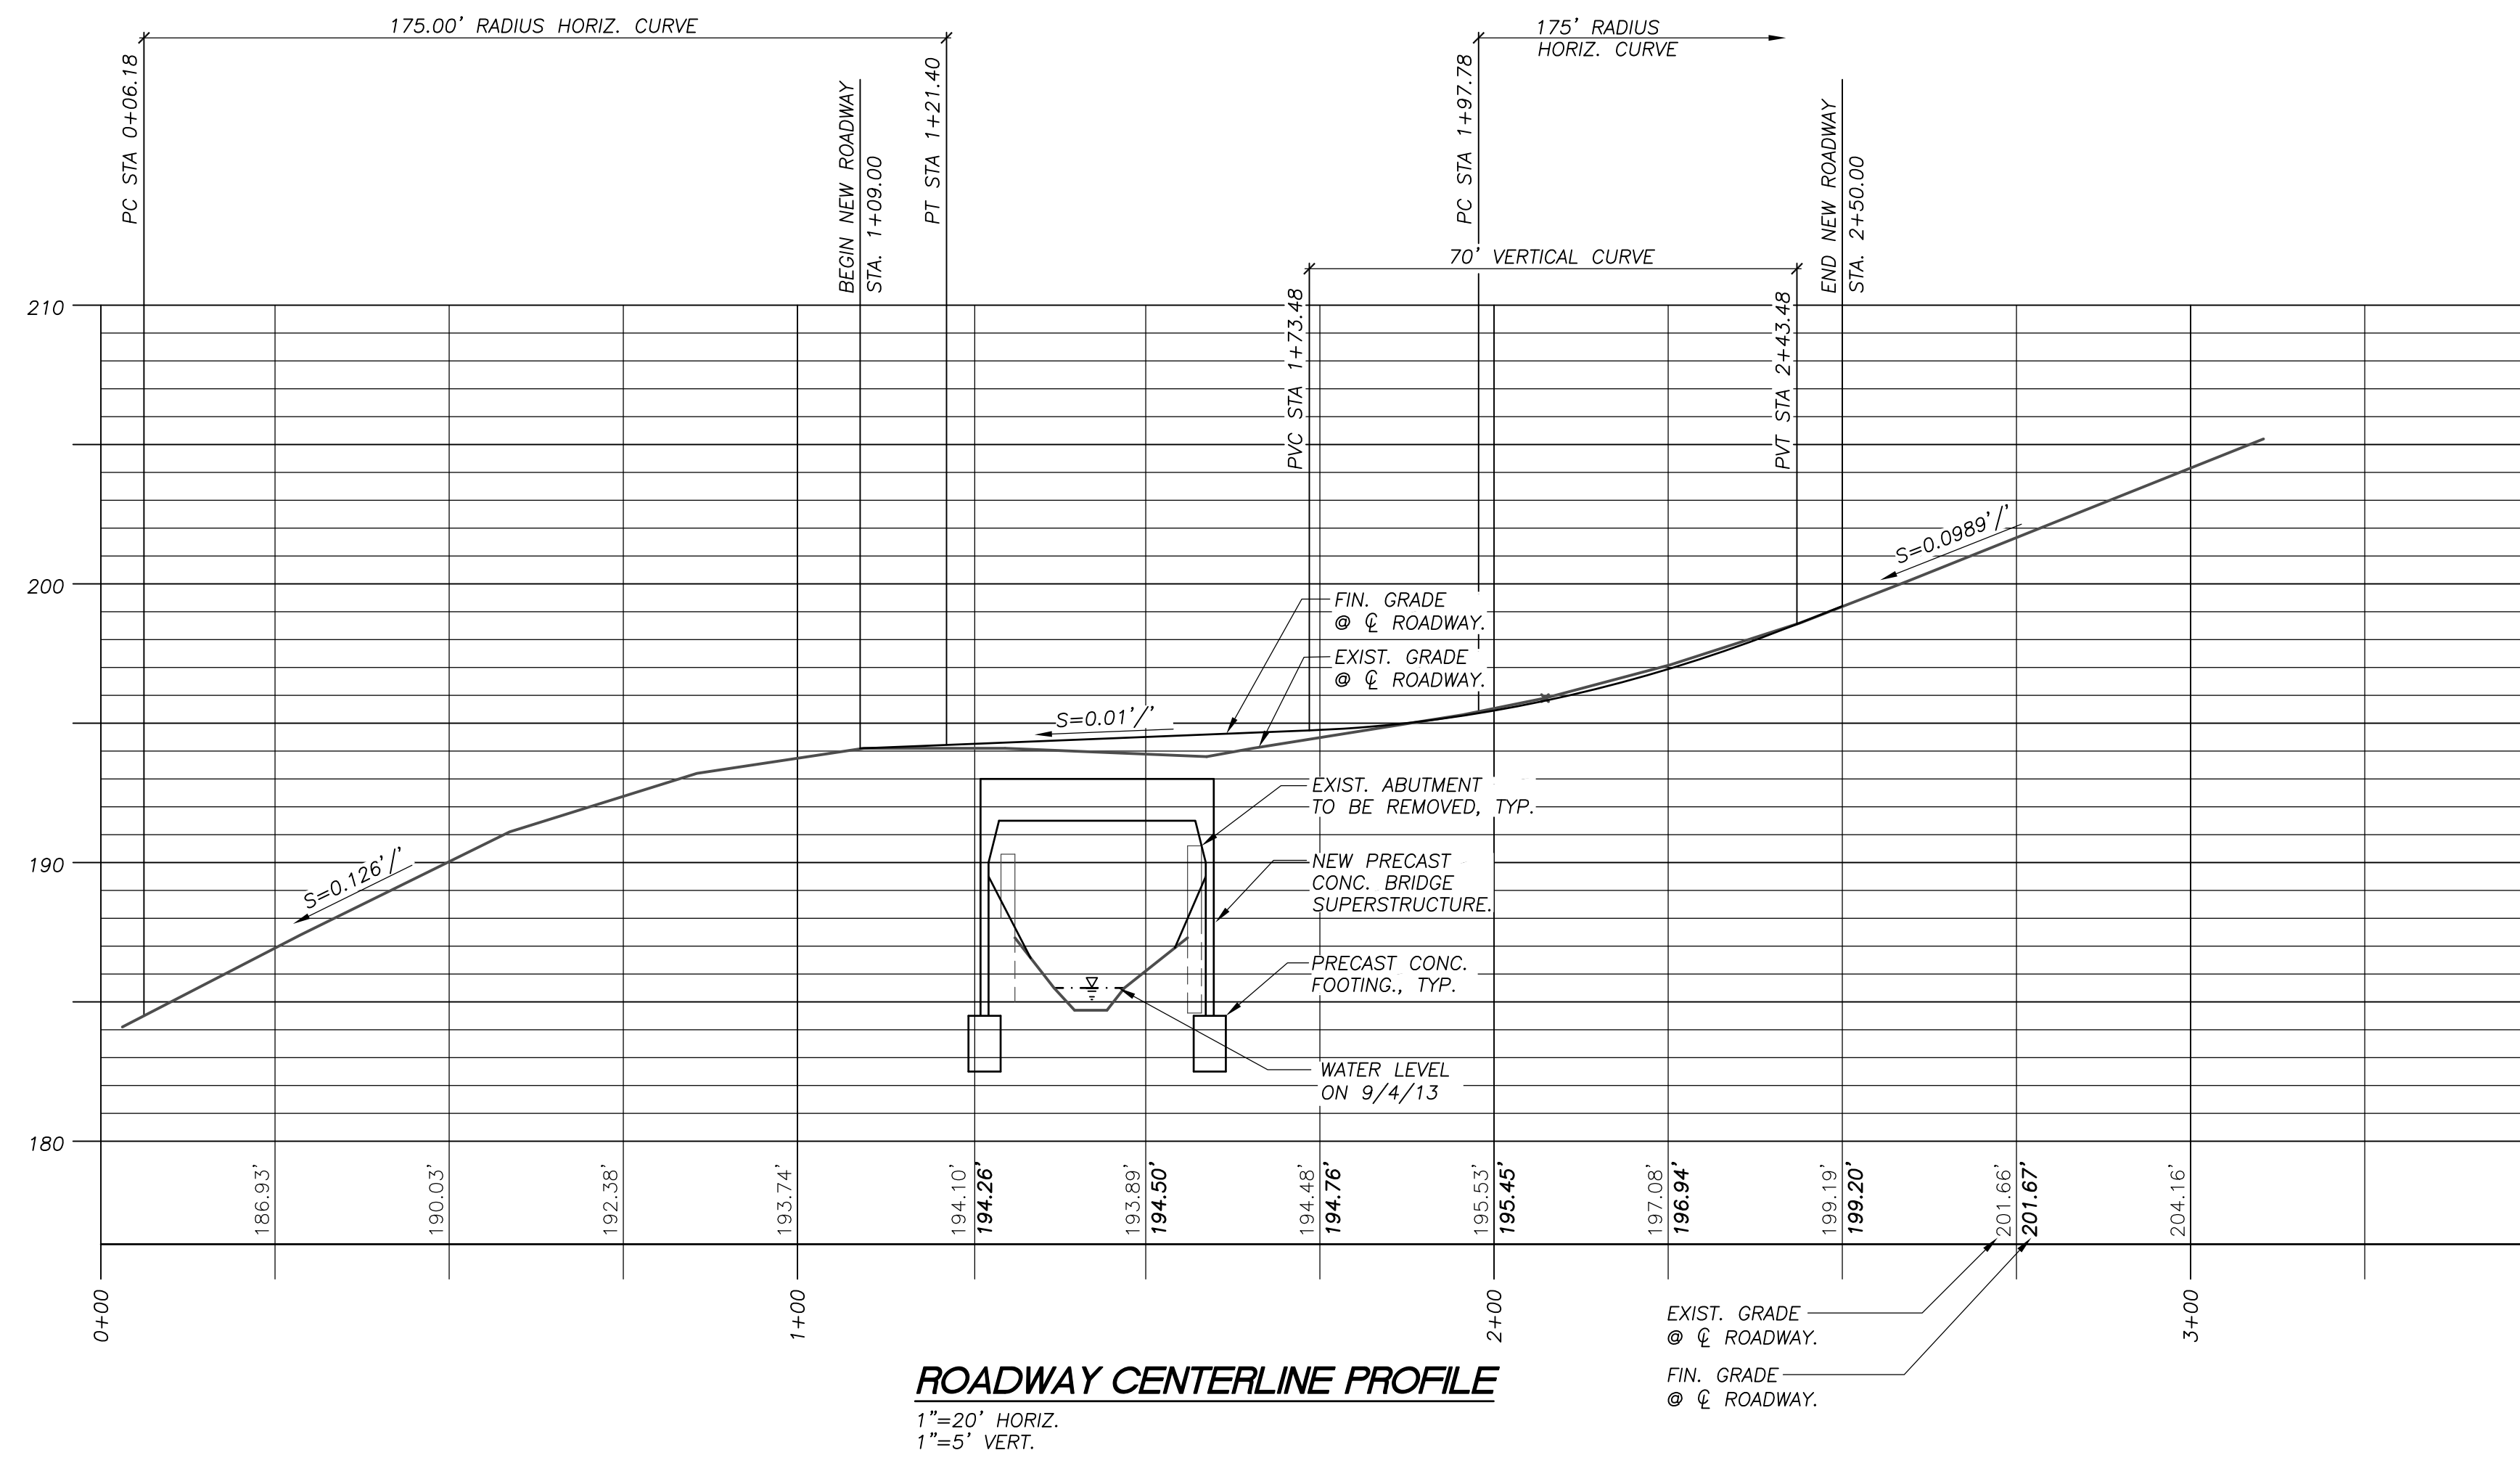 175.00' RADIUS HORIZ. CURVE
175' RADIUS
HORIZ. CURVE
PC STA 0+06.18
BEGIN NEW ROADWAY
STA. 1+09.00
PT STA 1+21.40
PC STA 1+97.78
END NEW ROADWAY
STA. 2+50.00
70' VERTICAL CURVE
PVC STA 1+73.48
PVT STA 2+43.48
210
200
190
180
S=0.0989'/'
FIN. GRADE
@ ℄ ROADWAY.
EXIST. GRADE
@ ℄ ROADWAY.
S=0.01'/'
S=0.126'/'
EXIST. ABUTMENT
TO BE REMOVED, TYP.
NEW PRECAST
CONC. BRIDGE
SUPERSTRUCTURE.
PRECAST CONC.
FOOTING., TYP.
WATER LEVEL
ON 9/4/13
186.93'
190.03'
192.38'
193.74'
194.10'
194.26'
193.89'
194.50'
194.48'
194.76'
195.53'
195.45'
197.08'
196.94'
199.19'
199.20'
201.66'
201.67'
204.16'
0+00
1+00
2+00
3+00
EXIST. GRADE
@ ℄ ROADWAY.
FIN. GRADE
@ ℄ ROADWAY.
ROADWAY CENTERLINE PROFILE
1"=20' HORIZ.
1"=5' VERT.